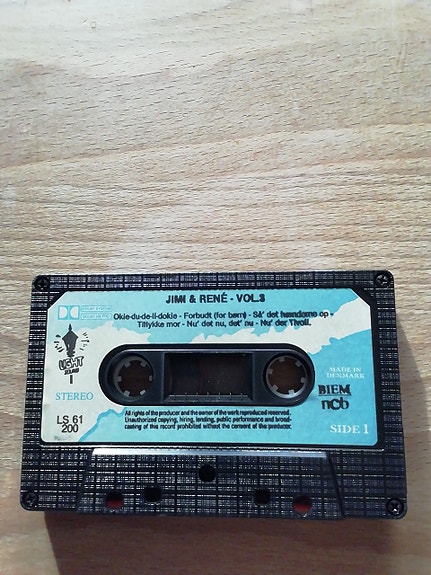 JIMI & RENÉ - VOL.3
Okie-du-de-li-dokie - Forbudt (for børn) - Så' det hænderne op -
Tillykke mor - Nu' det nu, det' nu - Nu' der Tivoli.
LIGHT
SOUND
STEREO
LS 61
200
MADE IN
DENMARK
BIEM
ncb
SIDE 1
All rights of the producer and the owner of the work reproduced reserved.
Unauthorized copying, hiring, lending, public performance and broad-
casting of this record prohibited without the consent of the producer.